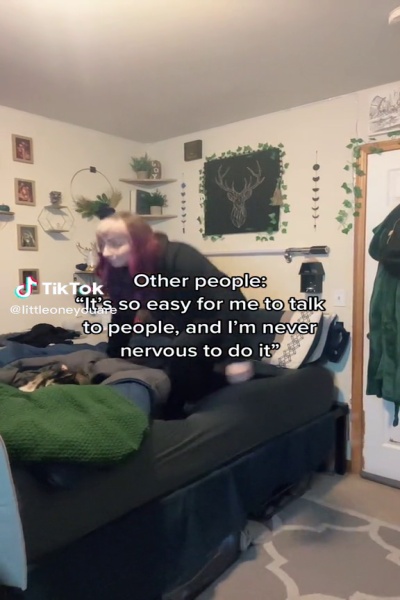 Other people:
“It’s so easy for me to talk
to people, and I’m never
nervous to do it”
TikTok
@littleoneyouare